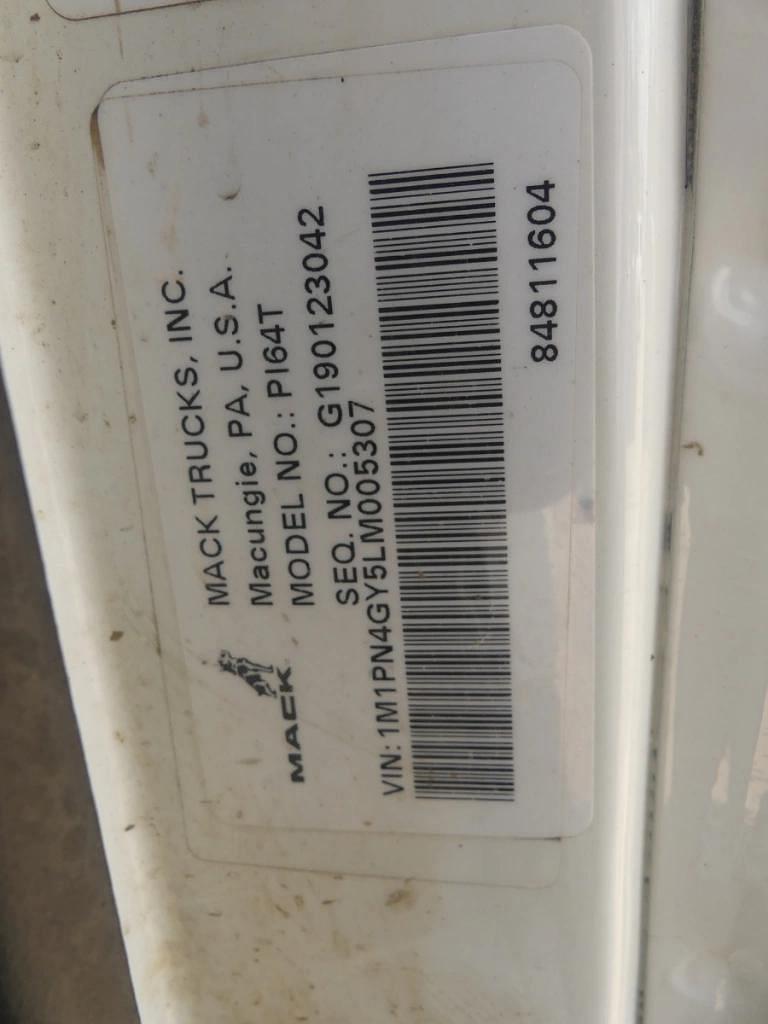 MACK
MACK TRUCKS, INC.
Macungie, PA, U.S.A.
MODEL NO.: PI64T
SEQ. NO.: G190123042
VIN: 1M1PN4GY5LM005307
84811604